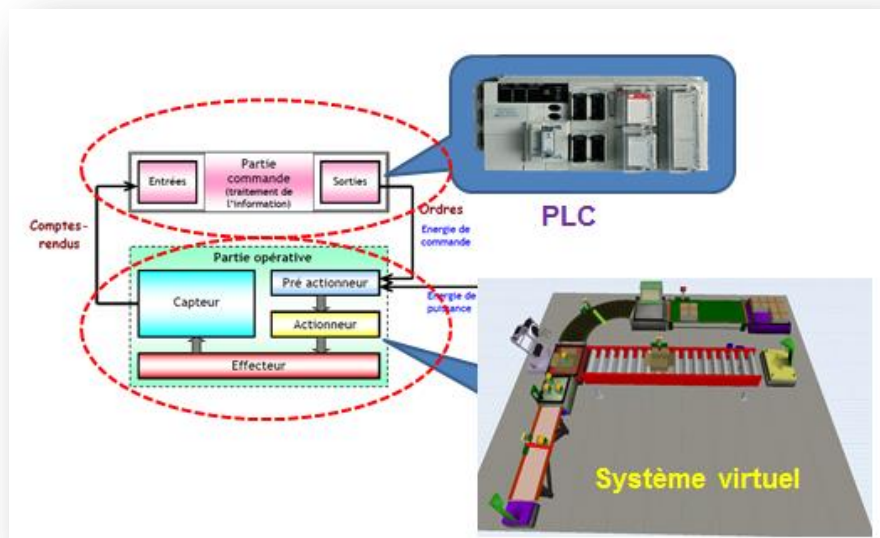 Entrées
Partie
commande
(traitement de
l'information)
Sorties
PLC
Comptes-
rendus
Ordres
Energie de
commande
Partie opérative
Capteur
Pré actionneur
Energie de
puissance
Actionneur
Effecteur
Système virtuel